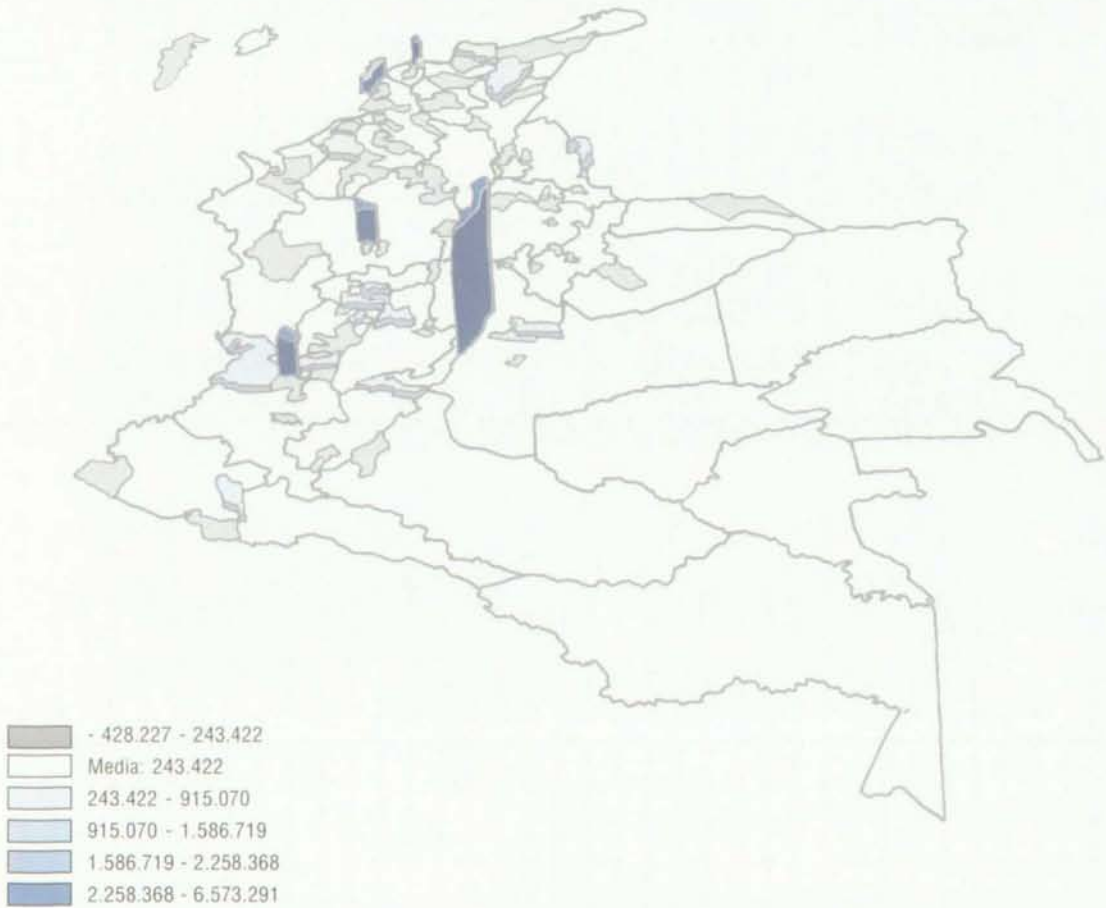 - 428.227 - 243.422
Media: 243.422
243.422 - 915.070
915.070 - 1.586.719
1.586.719 - 2.258.368
2.258.368 - 6.573.291